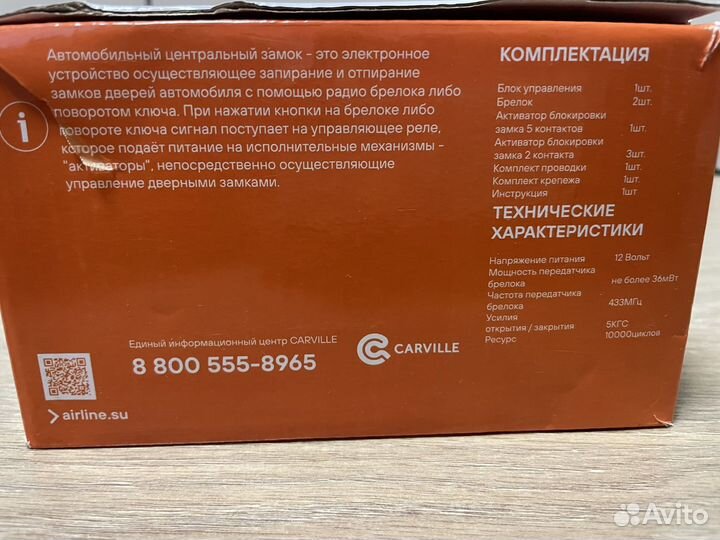 Автомобильный центральный замок - это электронное
устройство осуществляющее запирание и отпирание
замков дверей автомобиля с помощью радио брелока либо
поворотом ключа. При нажатии кнопки на брелоке либо
повороте ключа сигнал поступает на управляющее реле,
которое подаёт питание на исполнительные механизмы -
"активаторы", непосредственно осуществляющие
управление дверными замками.
i
КОМПЛЕКТАЦИЯ
Блок управления 1шт.
Брелок 2шт.
Активатор блокировки
замка 5 контактов 1шт.
Активатор блокировки
замка 2 контакта 3шт.
Комплект проводки 1шт.
Комплект крепежа 1шт.
Инструкция 1шт
ТЕХНИЧЕСКИЕ
ХАРАКТЕРИСТИКИ
Напряжение питания 12 Вольт
Мощность передатчика
брелока не более 36мВт
Частота передатчика
брелока 433МГц
Усилия
открытия / закрытия 5КГС
Ресурс 10000циклов
Единый информационный центр CARVILLE
8 800 555-8965
CARVILLE
airline.su
Avito